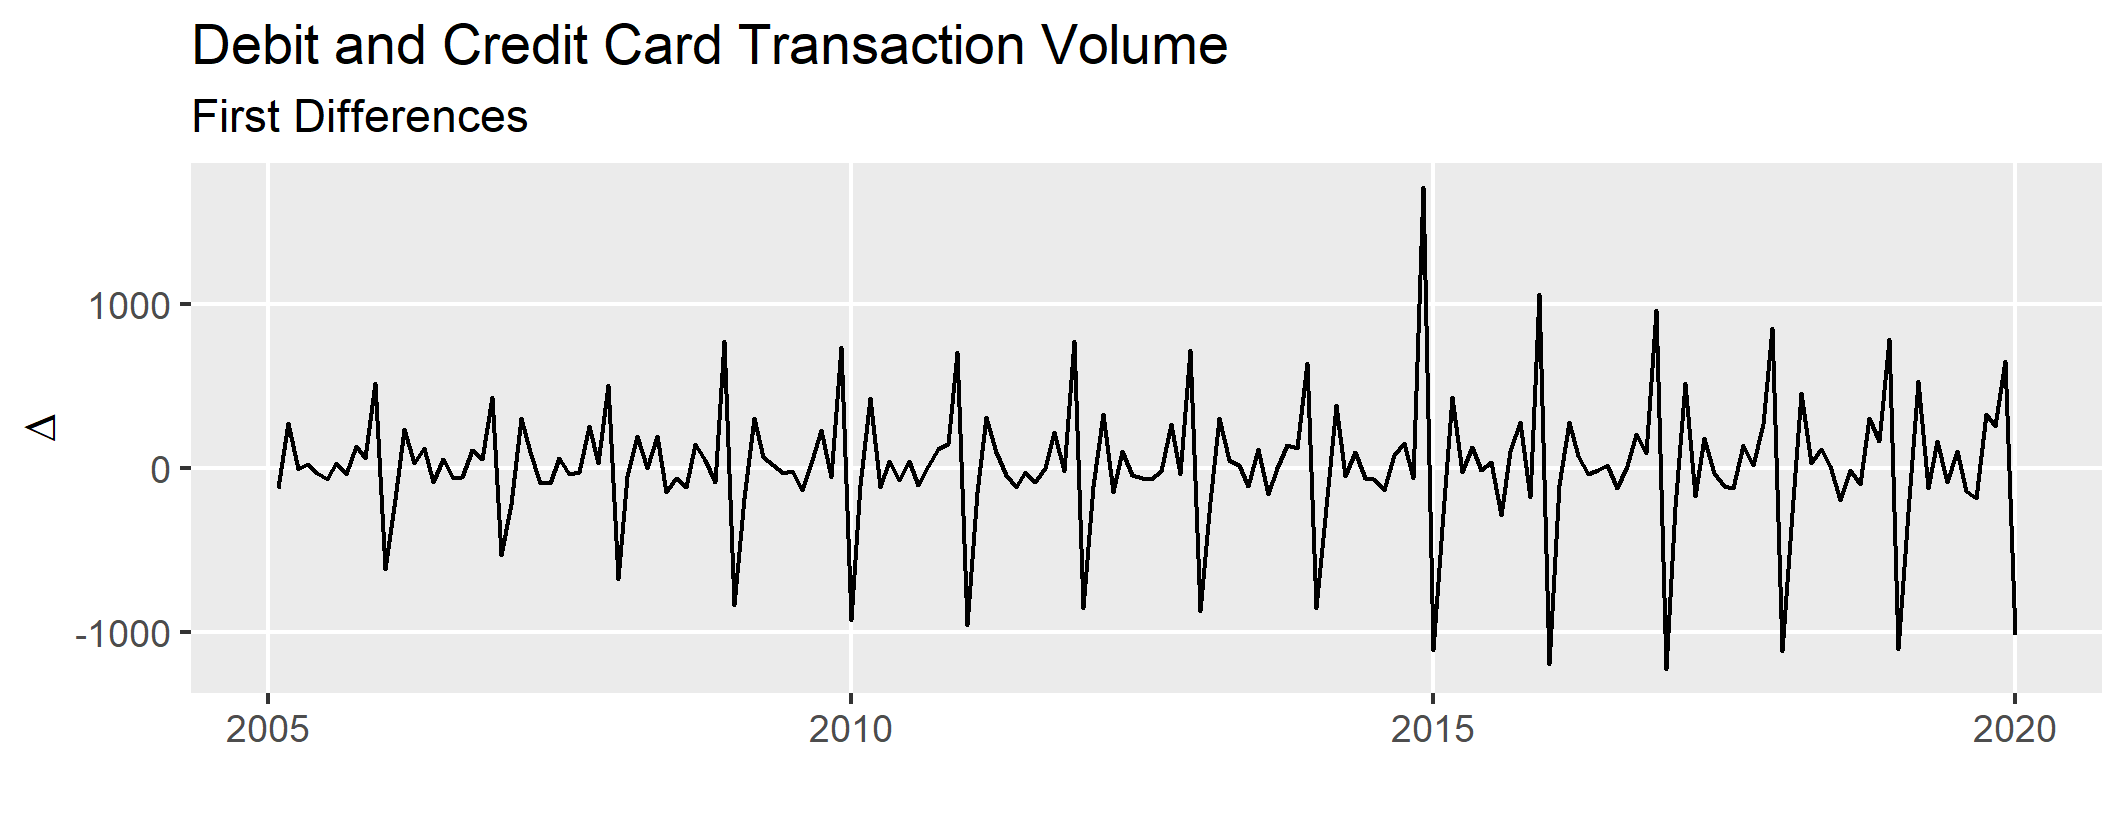 Debit and Credit Card Transaction Volume
First Differences
1000
0
-1000
Δ
2005 2010 2015 2020